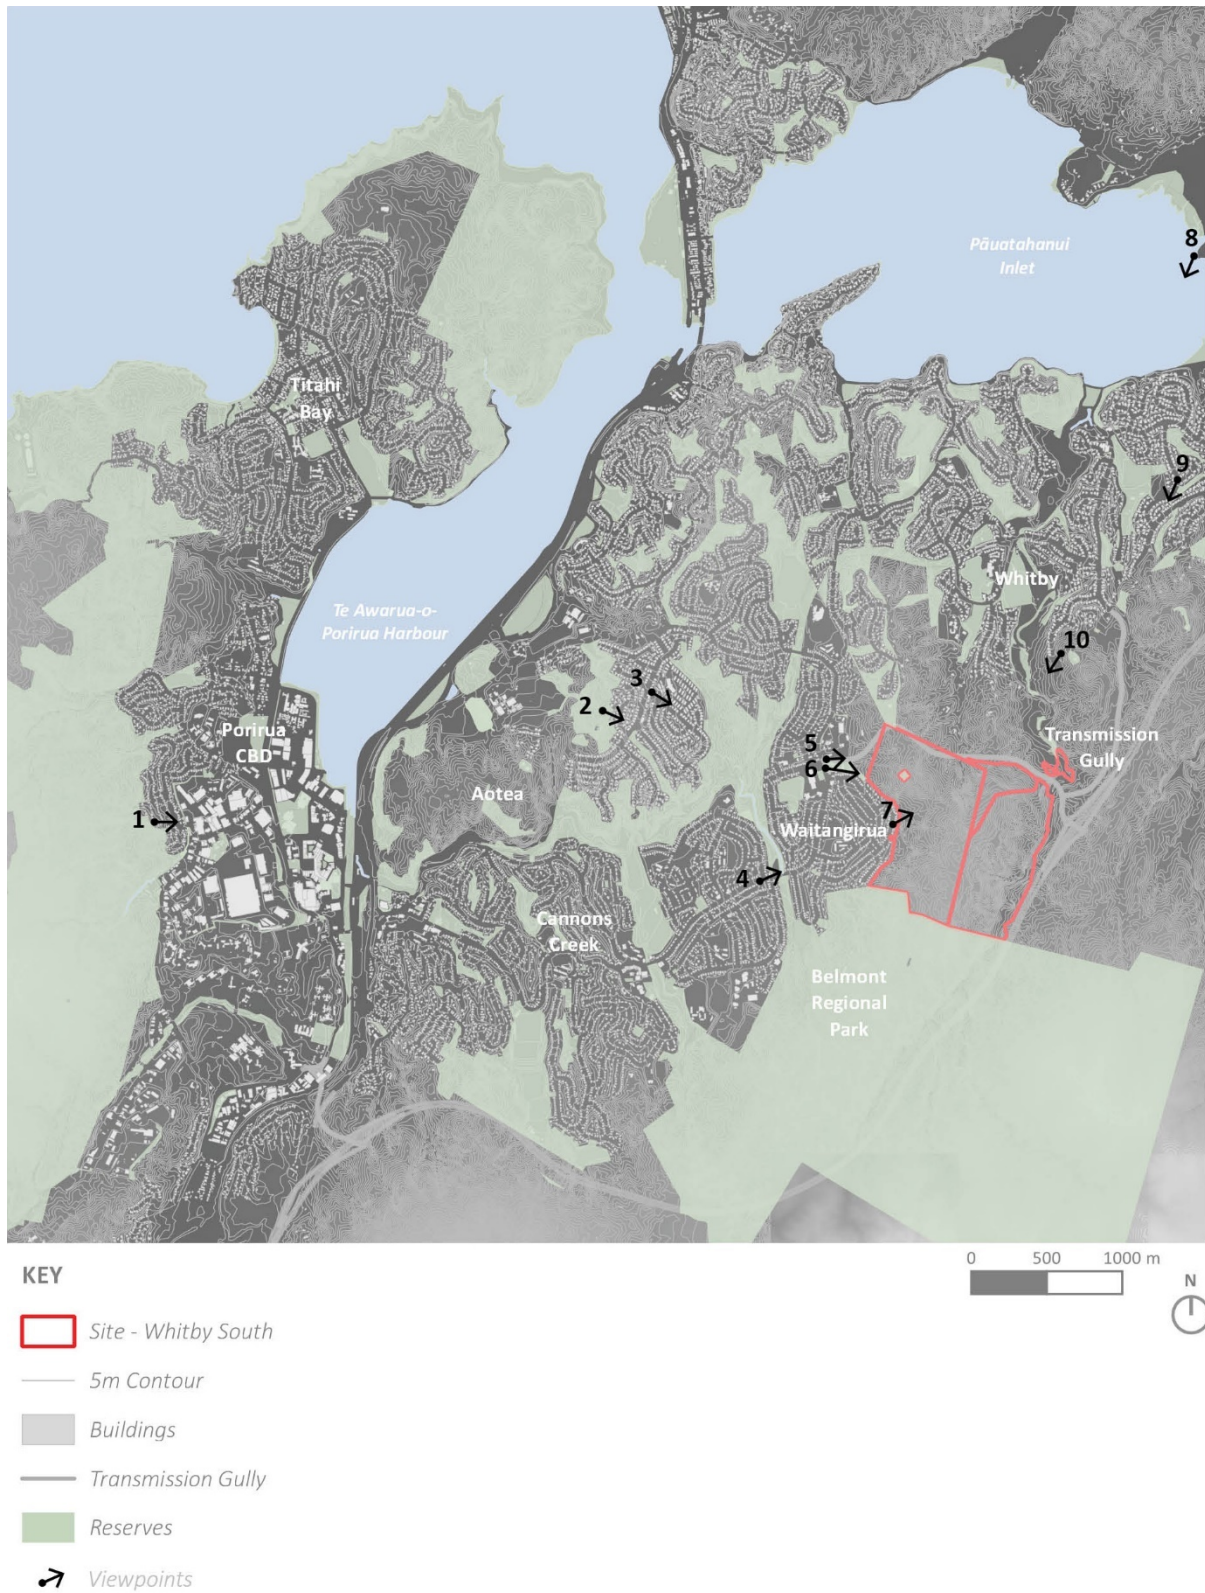 8
Pāuatahanui
Inlet
Titahi
Bay
9
Whitby
Te Awarua-o-
Porirua Harbour
10
3
2
Porirua
CBD
Transmission
Gully
5
6
Aotea
1
7
Waitangirua
4
Cannons
Creek
Belmont
Regional
Park
KEY
0 500 1000 m
N
Site - Whitby South
5m Contour
Buildings
Transmission Gully
Reserves
Viewpoints